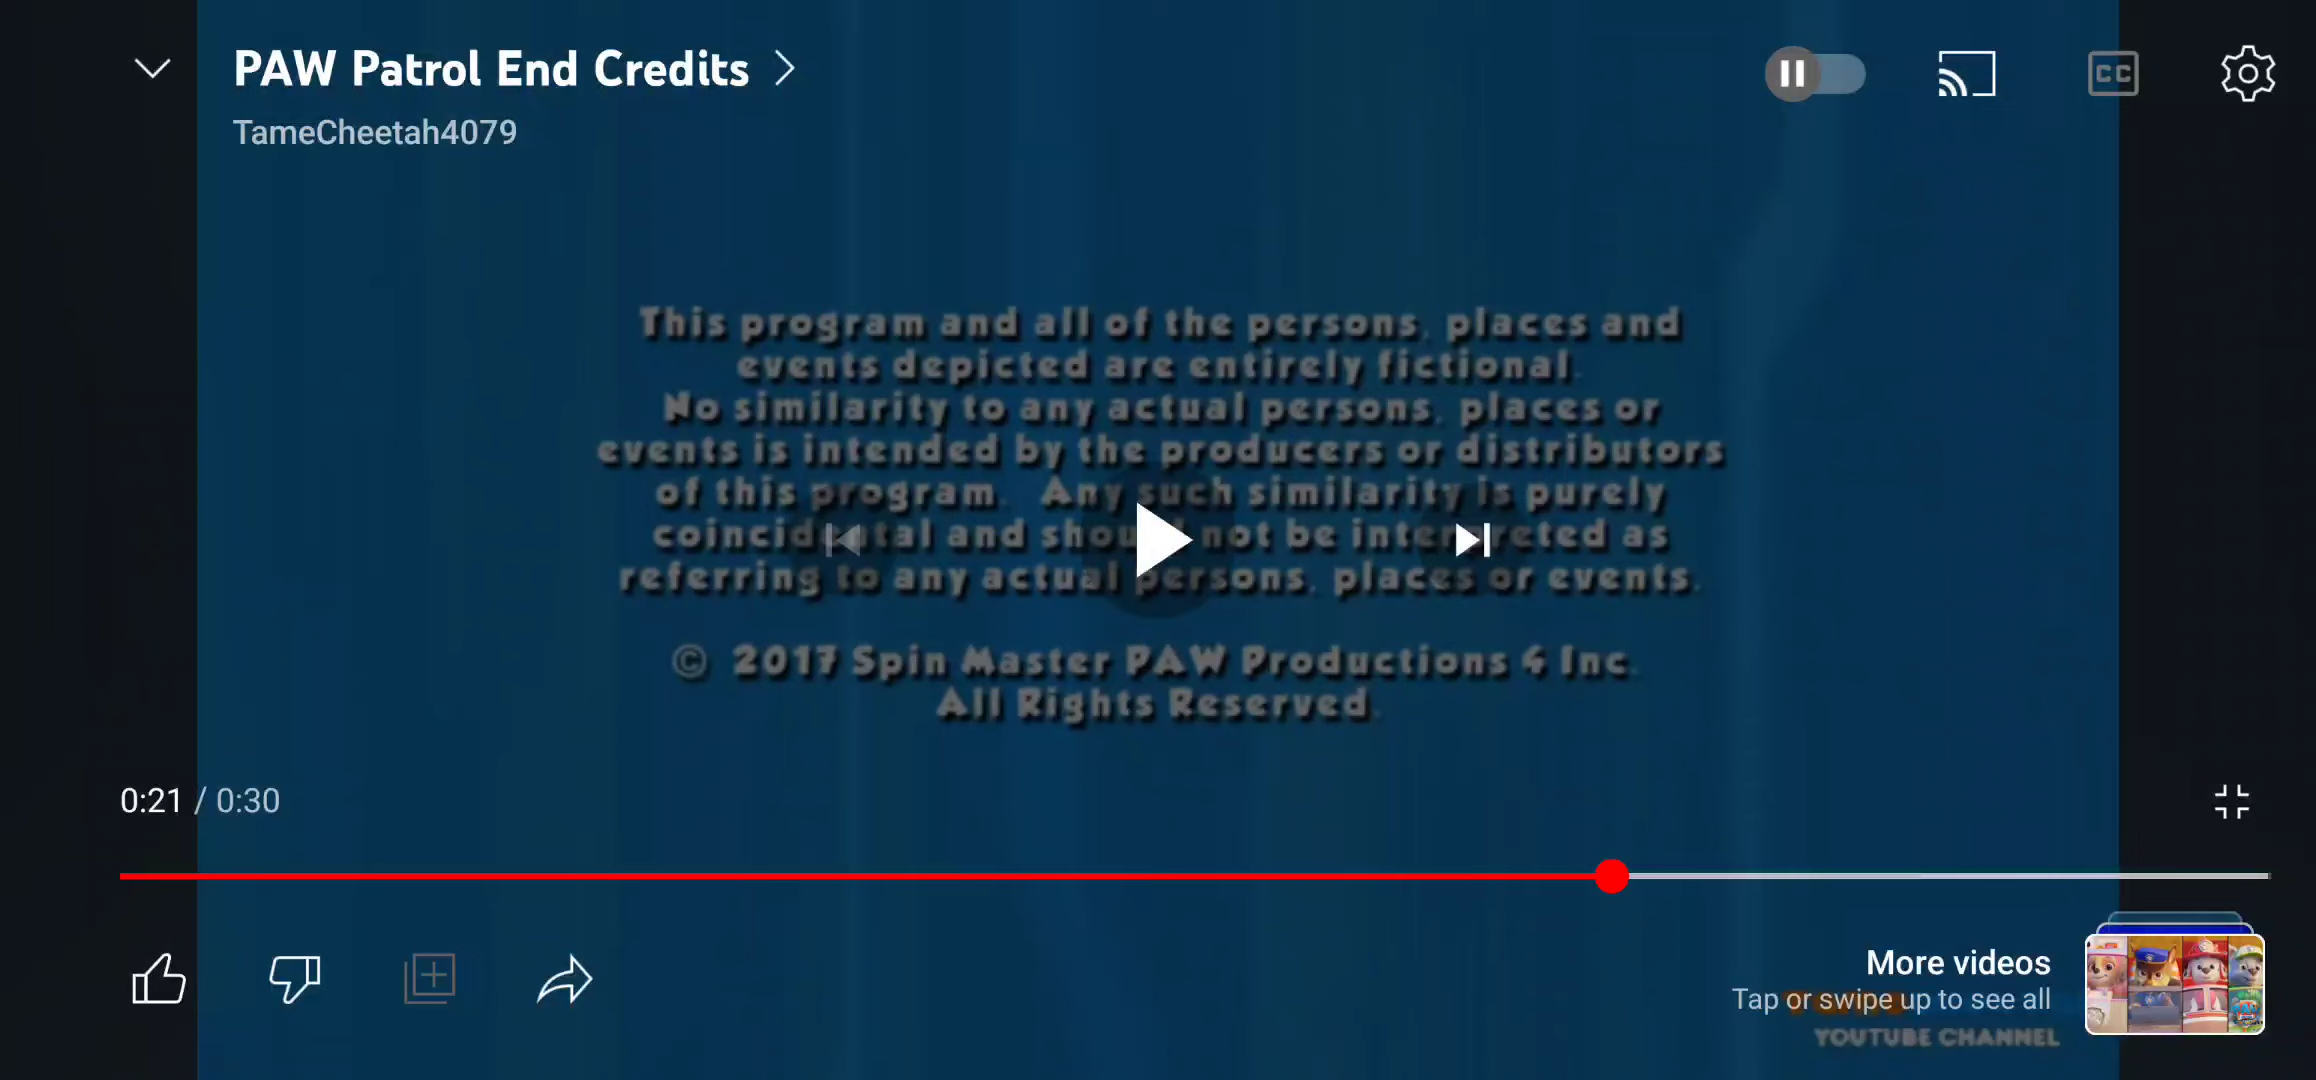 PAW Patrol End Credits
TameCheetah4079
CC
This program and all of the persons, places and
events depicted are entirely fictional.
No similarity to any actual persons, places or
events is intended by the producers or distributors
of this program. Any such similarity is purely
coincidental and should not be interpreted as
referring to any actual persons, places or events.
© 2017 Spin Master PAW Productions 4 Inc.
All Rights Reserved.
0:21 / 0:30
More videos
Tap or swipe up to see all
YOUTUBE CHANNEL